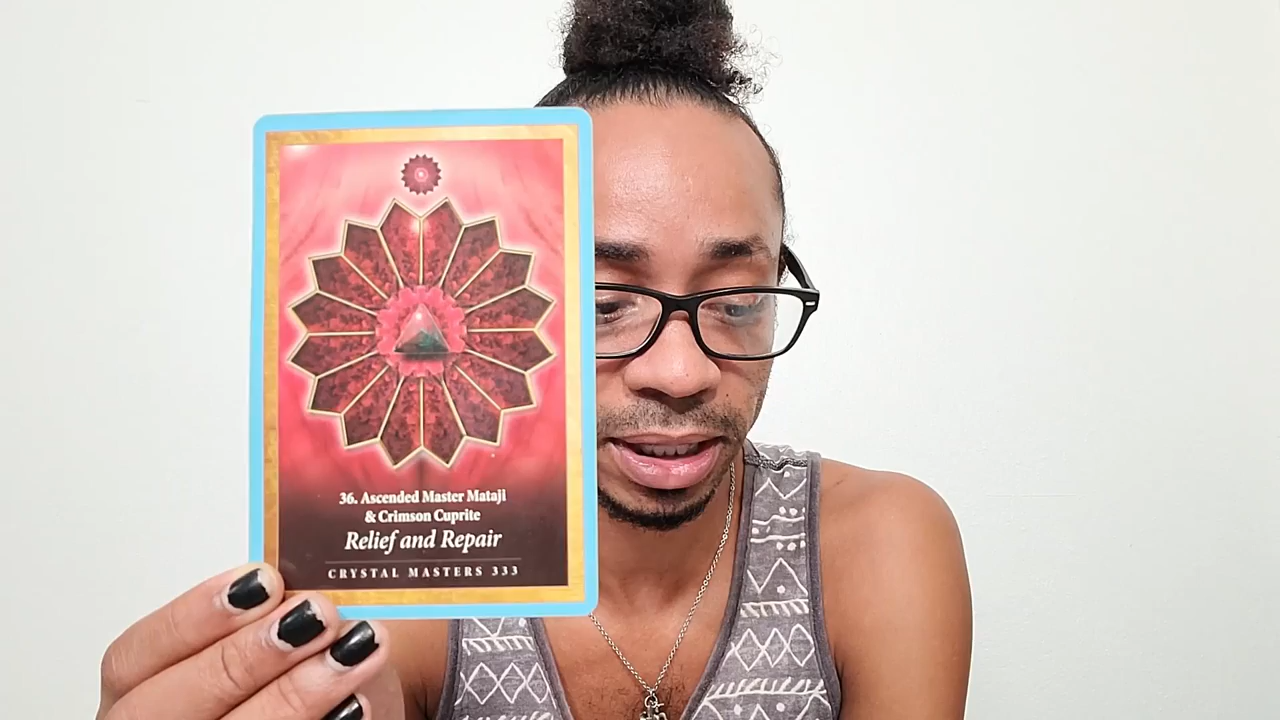 36. Ascended Master Mataji
& Crimson Cuprite
Relief and Repair
CRYSTAL MASTERS 333